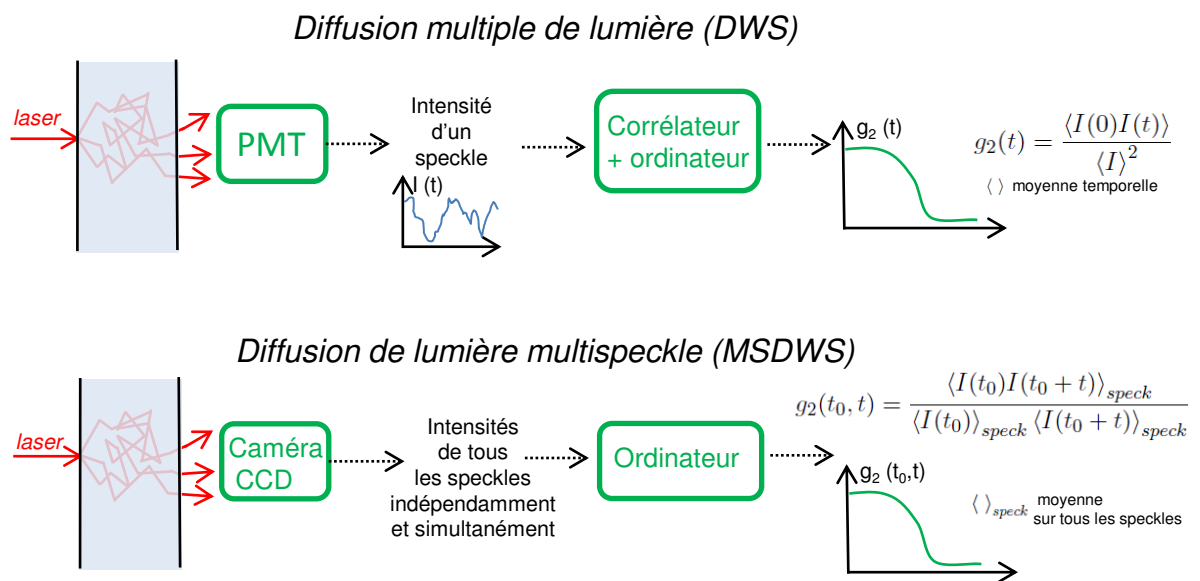 Diffusion multiple de lumière (DWS)
laser
PMT
Intensité
d'un
speckle
I (t)
Corrélateur
+ ordinateur
g₂ (t)
g₂(t) = ⟨I(0)I(t)⟩ / ⟨I⟩²
⟨ ⟩ moyenne temporelle
Diffusion de lumière multispeckle (MSDWS)
laser
Caméra
CCD
Intensités
de tous
les speckles
indépendamment
et simultanément
Ordinateur
g₂(t₀, t) = ⟨I(t₀)I(t₀ + t)⟩speck / ⟨I(t₀)⟩speck ⟨I(t₀ + t)⟩speck
g₂ (t₀,t)
⟨ ⟩speck moyenne
sur tous les speckles